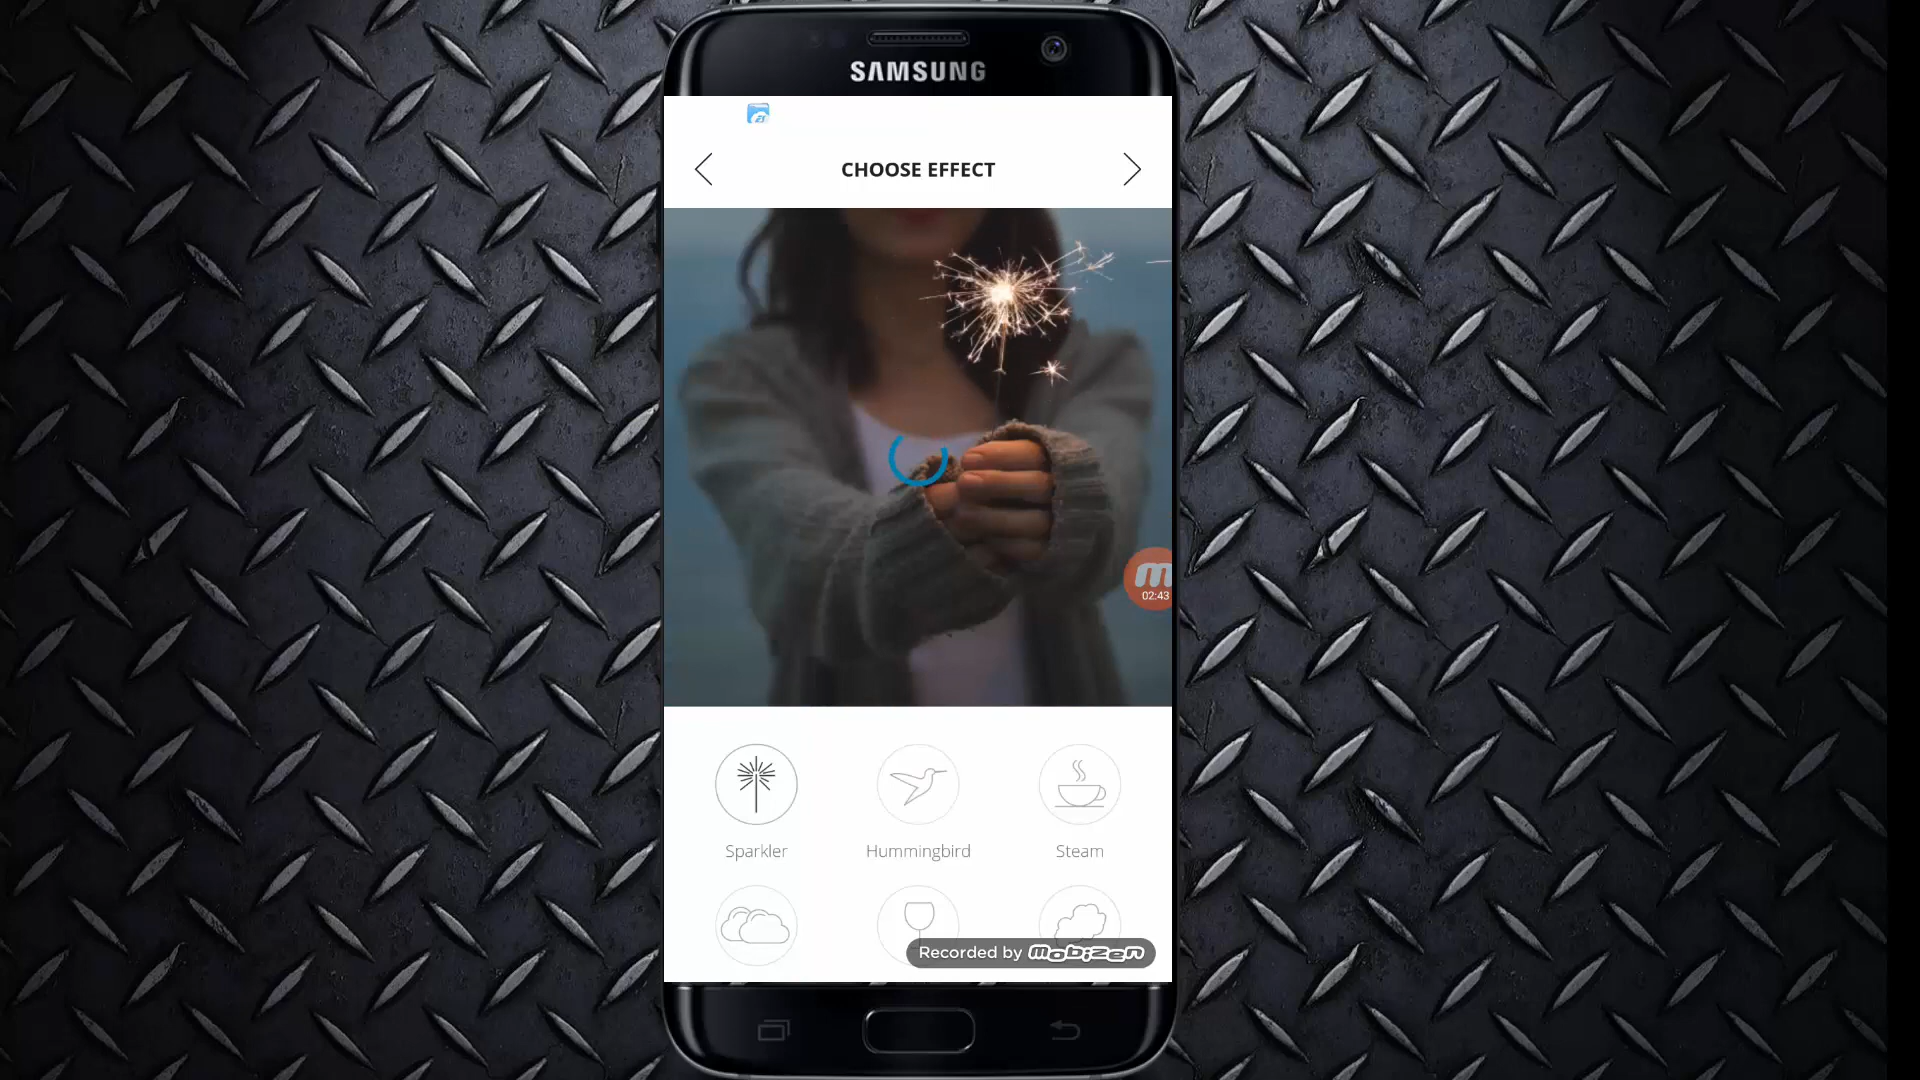 SAMSUNG
CHOOSE EFFECT
02:43
Sparkler
Hummingbird
Steam
Recorded by mobizen